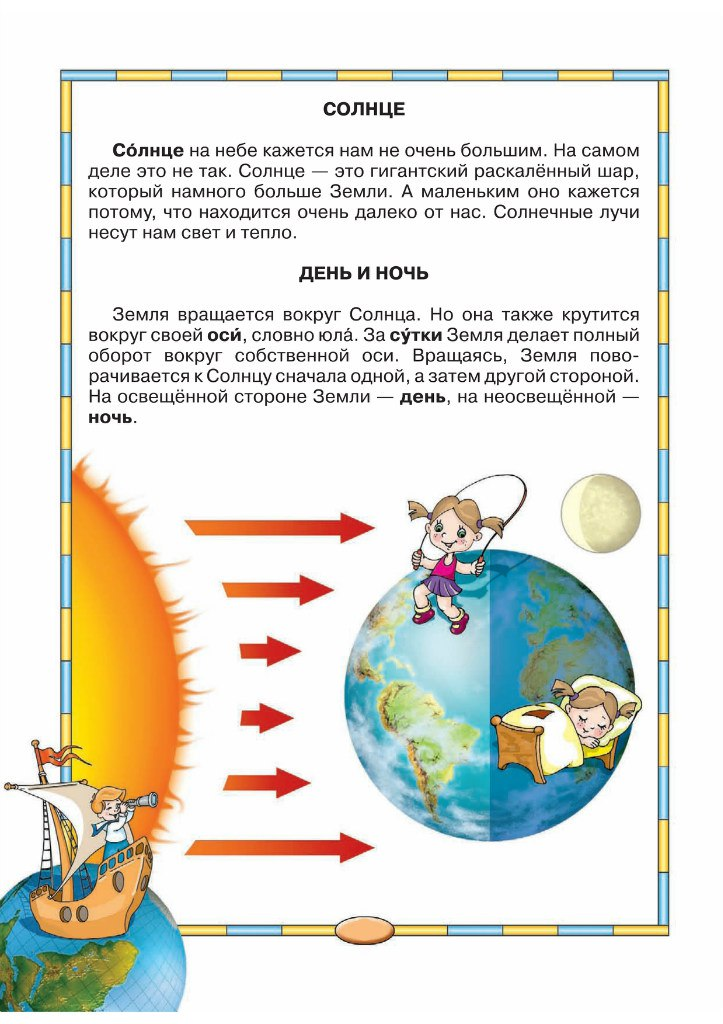 СОЛНЦЕ
Со́лнце на небе кажется нам не очень большим. На самом
деле это не так. Солнце — это гигантский раскалённый шар,
который намного больше Земли. А маленьким оно кажется
потому, что находится очень далеко от нас. Солнечные лучи
несут нам свет и тепло.
ДЕНЬ И НОЧЬ
Земля вращается вокруг Солнца. Но она также крутится
вокруг своей оси́, словно юла́. За су́тки Земля делает полный
оборот вокруг собственной оси. Вращаясь, Земля пово-
рачивается к Солнцу сначала одной, а затем другой стороной.
На освещённой стороне Земли — день, на неосвещённой —
ночь.